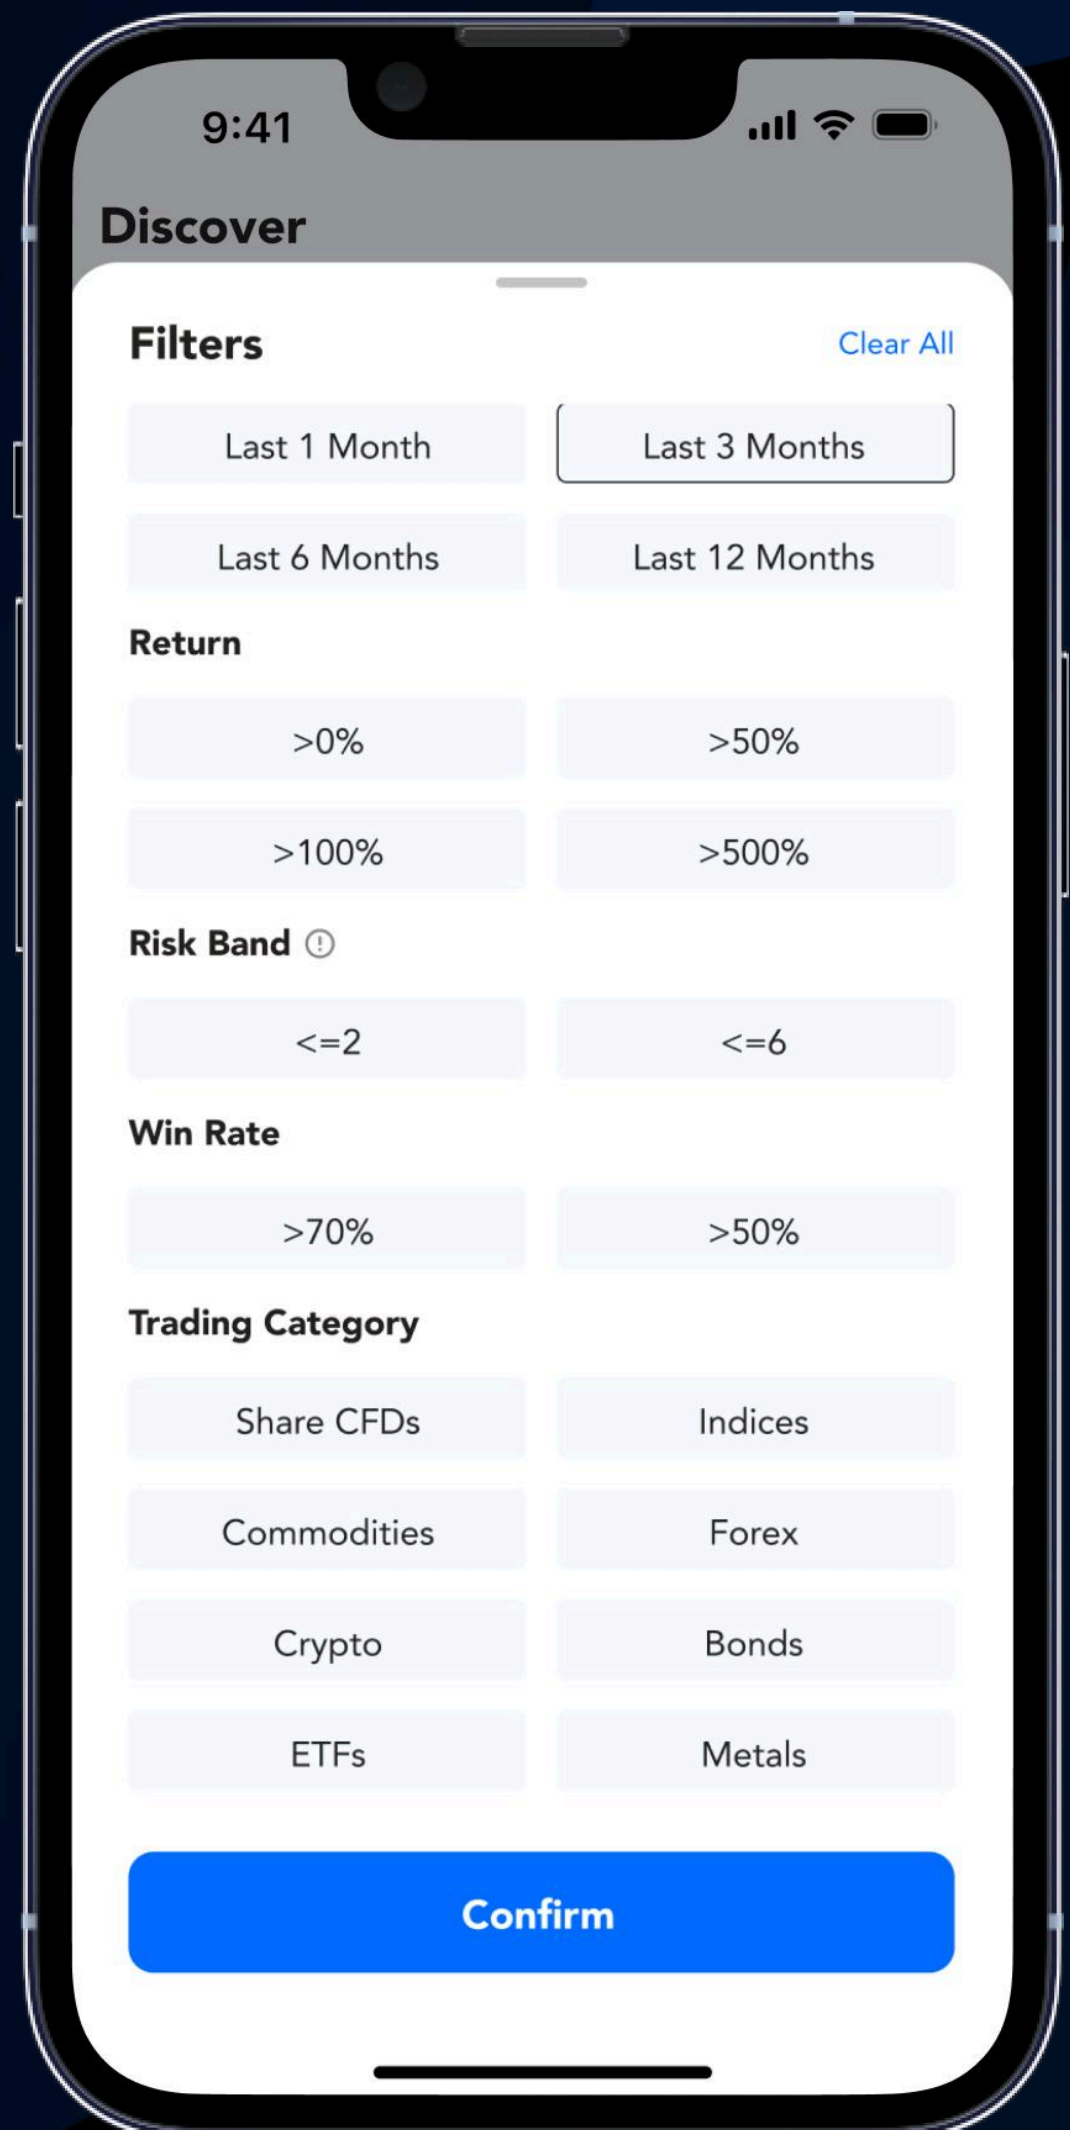 9:41
Discover
Filters
Clear All
Last 1 Month
Last 3 Months
Last 6 Months
Last 12 Months
Return
>0%
>50%
>100%
>500%
Risk Band
<=2
<=6
Win Rate
>70%
>50%
Trading Category
Share CFDs
Indices
Commodities
Forex
Crypto
Bonds
ETFs
Metals
Confirm